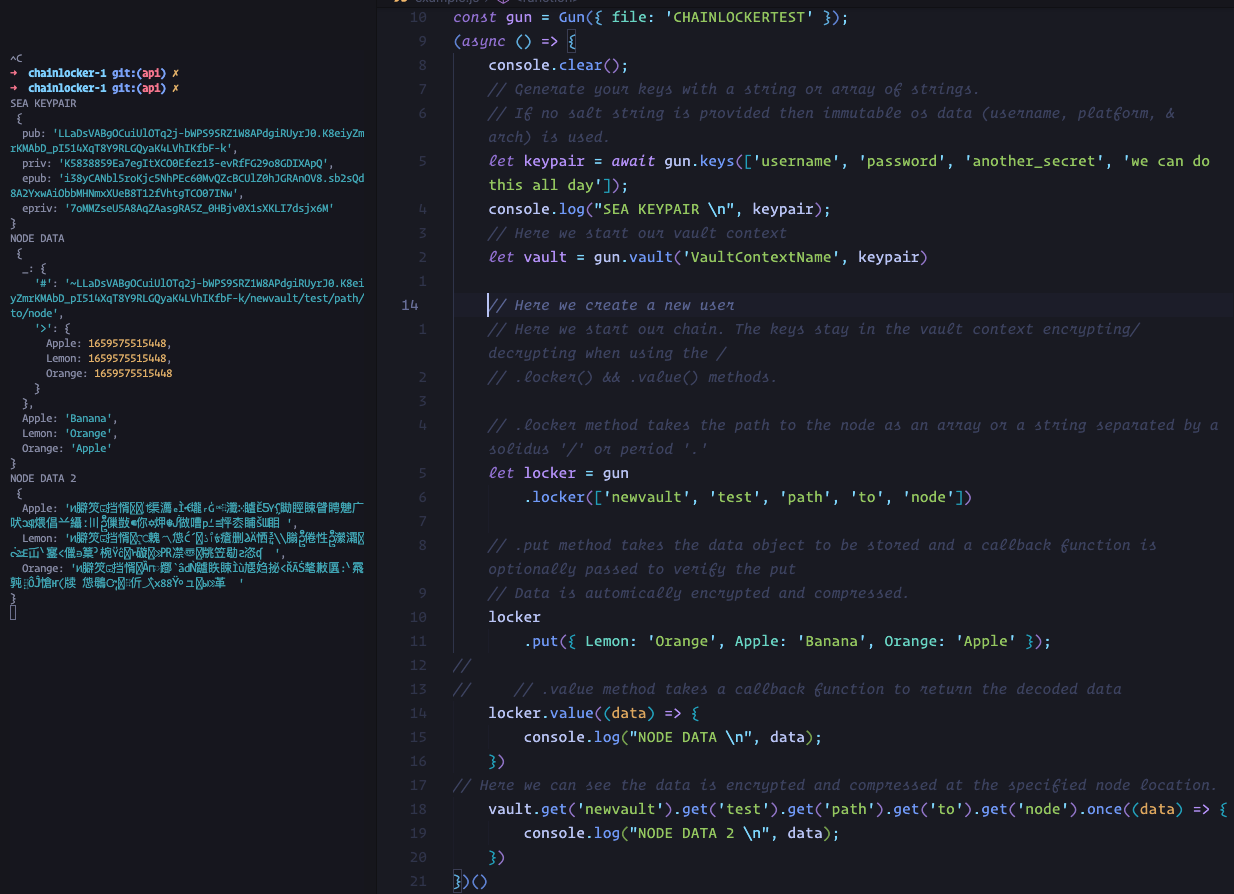 ^C
➜ chainlocker-1 git:(api) ✗
➜ chainlocker-1 git:(api) ✗
SEA KEYPAIR
{
pub: 'LLaDsVABgOCuiUlOTq2j-bWPS9SRZ1W8APdgiRUyrJ0.K8eiyZm
rKMAbD_pI514XqT8Y9RLGQyaK4LVhIKfbF-k',
priv: 'K5838859Ea7egItXCO0Efez13-evRfFG29o8GDIXApQ',
epub: 'i38yCANbl5roKjc5NhPEc60MvQZcBCUlZ0hJGRAnOV8.sb2sQd
8A2YxwAiObbMHNmxXUeB8T12fVhtgTCO07INw',
epriv: '7oMMZseU5A8AqZAasgRA5Z_0HBjv0X1sXKLI7dsjx6M'
}
NODE DATA
{
_: {
'#': '~LLaDsVABgOCuiUlOTq2j-bWPS9SRZ1W8APdgiRUyrJ0.K8ei
yZmrKMAbD_pI514XqT8Y9RLGQyaK4LVhIKfbF-k/newvault/test/path/
to/node',
'>': {
Apple: 1659575515448,
Lemon: 1659575515448,
Orange: 1659575515448
}
},
Apple: 'Banana',
Lemon: 'Orange',
Orange: 'Apple'
}
NODE DATA 2
{
Apple:
Lemon:
Orange:
}
10 const gun = Gun({ file: 'CHAINLOCKERTEST' });
9 (async () => {
8 console.clear();
7 // Generate your keys with a string or array of strings.
6 // If no salt string is provided then immutable os data (username, platform, &
arch) is used.
5 let keypair = await gun.keys(['username', 'password', 'another_secret', 'we can do
this all day']);
4 console.log("SEA KEYPAIR \n", keypair);
3 // Here we start our vault context
2 let vault = gun.vault('VaultContextName', keypair)
1
14 // Here we create a new user
1 // Here we start our chain. The keys stay in the vault context encrypting/
decrypting when using the /
2 // .locker() && .value() methods.
3
4 // .locker method takes the path to the node as an array or a string separated by a
solidus '/' or period '.'
5 let locker = gun
6 .locker(['newvault', 'test', 'path', 'to', 'node'])
7
8 // .put method takes the data object to be stored and a callback function is
optionally passed to verify the put
9 // Data is automically encrypted and compressed.
10 locker
11 .put({ Lemon: 'Orange', Apple: 'Banana', Orange: 'Apple' });
12 //
13 // // .value method takes a callback function to return the decoded data
14 locker.value((data) => {
15 console.log("NODE DATA \n", data);
16 })
17 // Here we can see the data is encrypted and compressed at the specified node location.
18 vault.get('newvault').get('test').get('path').get('to').get('node').once((data) => {
19 console.log("NODE DATA 2 \n", data);
20 })
21 })()